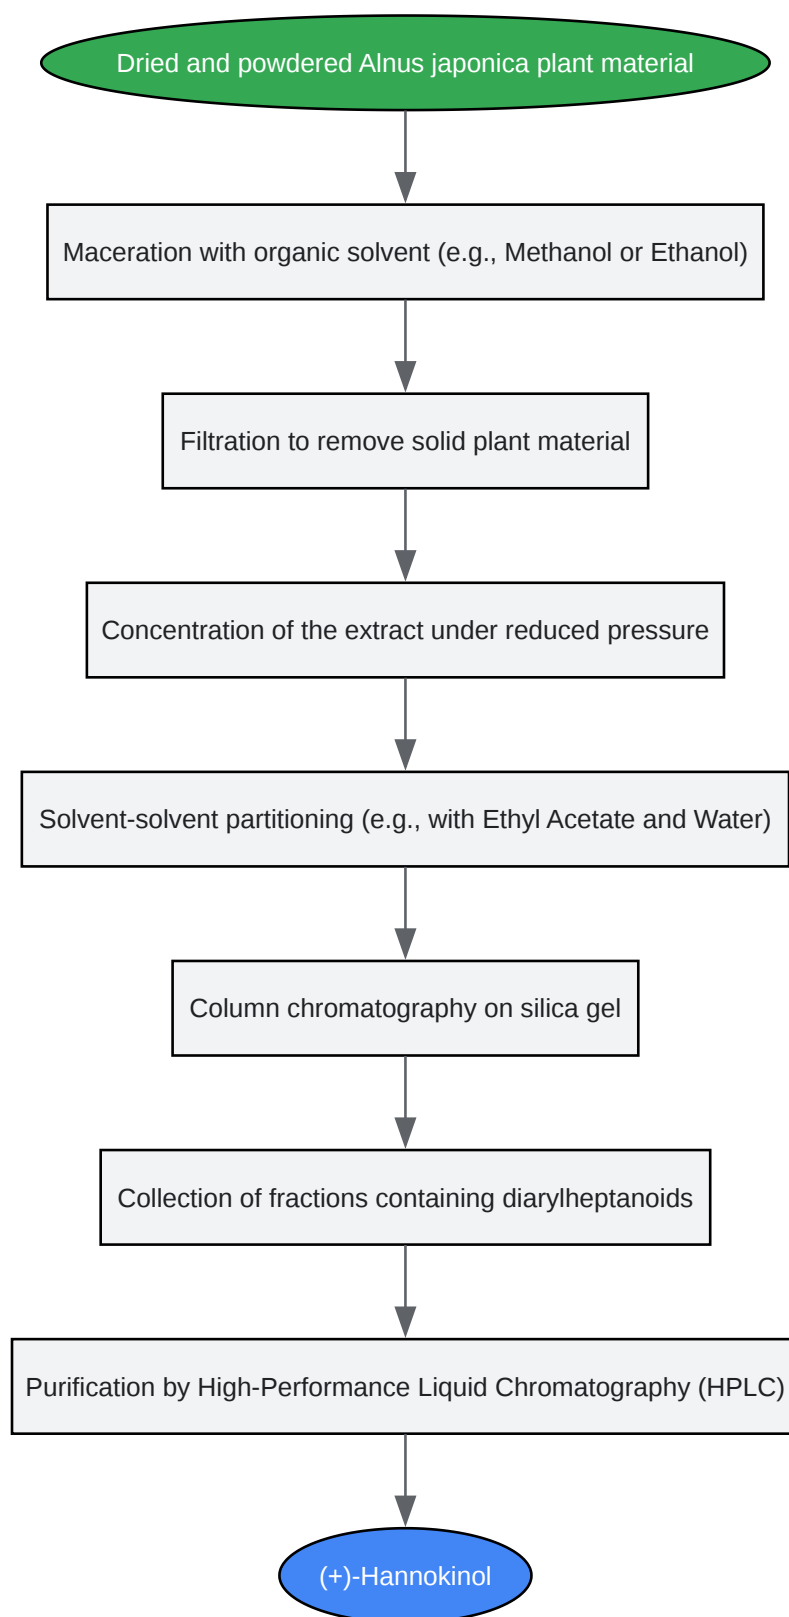 Dried and powdered Alnus japonica plant material
Maceration with organic solvent (e.g., Methanol or Ethanol)
Filtration to remove solid plant material
Concentration of the extract under reduced pressure
Solvent-solvent partitioning (e.g., with Ethyl Acetate and Water)
Column chromatography on silica gel
Collection of fractions containing diarylheptanoids
Purification by High-Performance Liquid Chromatography (HPLC)
(+)-Hannokinol